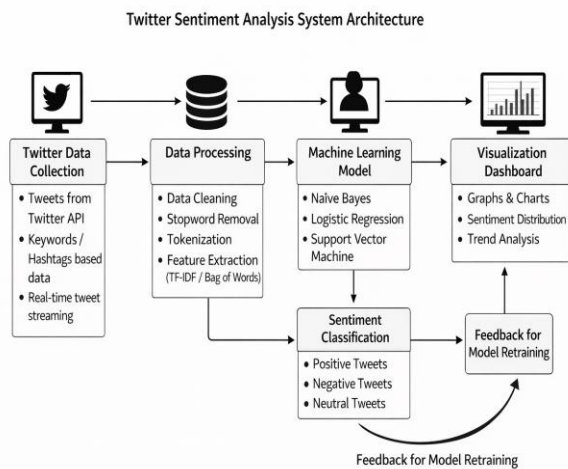 Twitter Sentiment Analysis System Architecture
Twitter Data
Collection
• Tweets from
Twitter API
• Keywords /
Hashtags based
data
• Real-time tweet
streaming
Data Processing
• Data Cleaning
• Stopword Removal
• Tokenization
• Feature Extraction
(TF-IDF / Bag of Words)
Machine Learning
Model
• Naïve Bayes
• Logistic Regression
• Support Vector
Machine
Visualization
Dashboard
• Graphs & Charts
• Sentiment Distribution
• Trend Analysis
Sentiment
Classification
• Positive Tweets
• Negative Tweets
• Neutral Tweets
Feedback for
Model Retraining
Feedback for Model Retraining